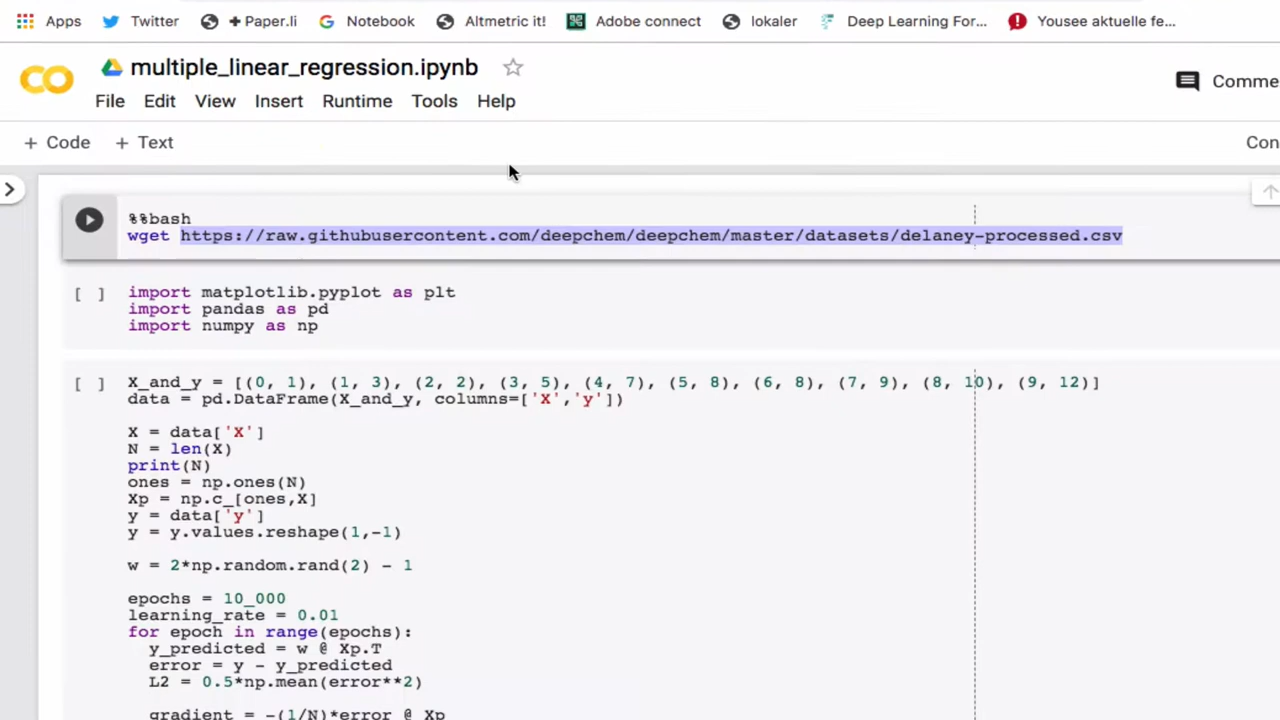 Apps Twitter + Paper.li Notebook Altmetric it! Adobe connect lokaler Deep Learning For... Yousee aktuelle fe...
multiple_linear_regression.ipynb
Comme
File Edit View Insert Runtime Tools Help
+ Code + Text
Con
%%bash
wget https://raw.githubusercontent.com/deepchem/deepchem/master/datasets/delaney-processed.csv
[ ] import matplotlib.pyplot as plt
import pandas as pd
import numpy as np
[ ] X_and_y = [(0, 1), (1, 3), (2, 2), (3, 5), (4, 7), (5, 8), (6, 8), (7, 9), (8, 10), (9, 12)]
data = pd.DataFrame(X_and_y, columns=['X','y'])
X = data['X']
N = len(X)
print(N)
ones = np.ones(N)
Xp = np.c_[ones,X]
y = data['y']
y = y.values.reshape(1,-1)
w = 2*np.random.rand(2) - 1
epochs = 10_000
learning_rate = 0.01
for epoch in range(epochs):
y_predicted = w @ Xp.T
error = y - y_predicted
L2 = 0.5*np.mean(error**2)
gradient = -(1/N)*error @ Xp